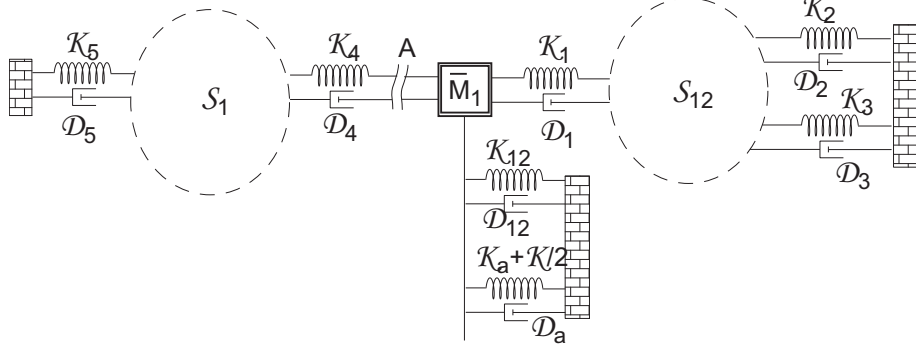 K₅
D₅
S₁
K₄
D₄
A
M̅₁
K₁
D₁
S₁₂
K₂
D₂
K₃
D₃
K₁₂
D₁₂
Kₐ+K/2
Dₐ